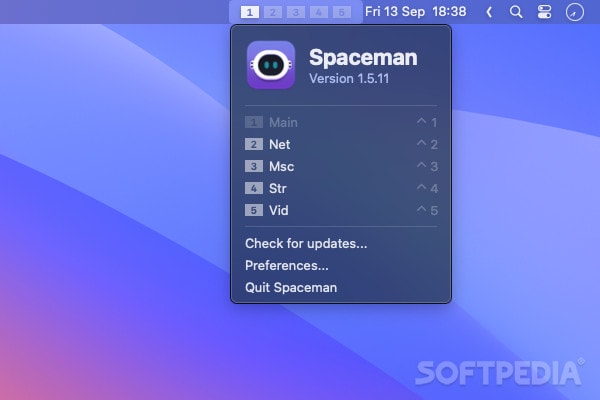 1 2 3 4 5 Fri 13 Sep 18:38
Spaceman
Version 1.5.11
1 Main ^ 1
2 Net ^ 2
3 Msc ^ 3
4 Str ^ 4
5 Vid ^ 5
Check for updates...
Preferences...
Quit Spaceman
SOFTPEDIA®